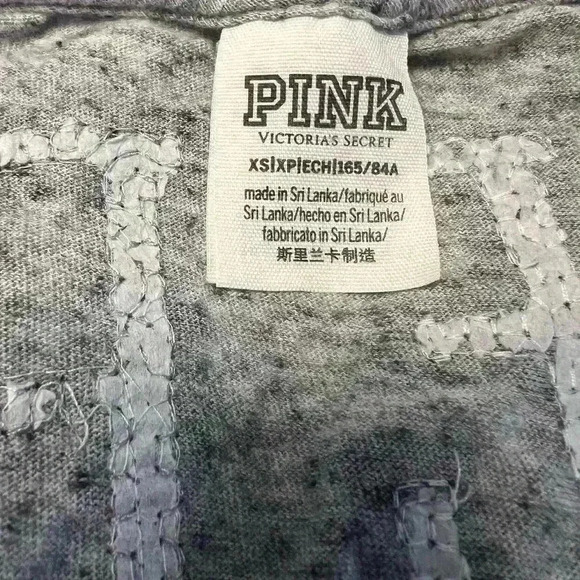 PINK
VICTORIA'S SECRET
XS|XP|ECH|165/84A
made in Sri Lanka/fabriqué au
Sri Lanka/hecho en Sri Lanka/
fabbricato in Sri Lanka/
斯里兰卡制造